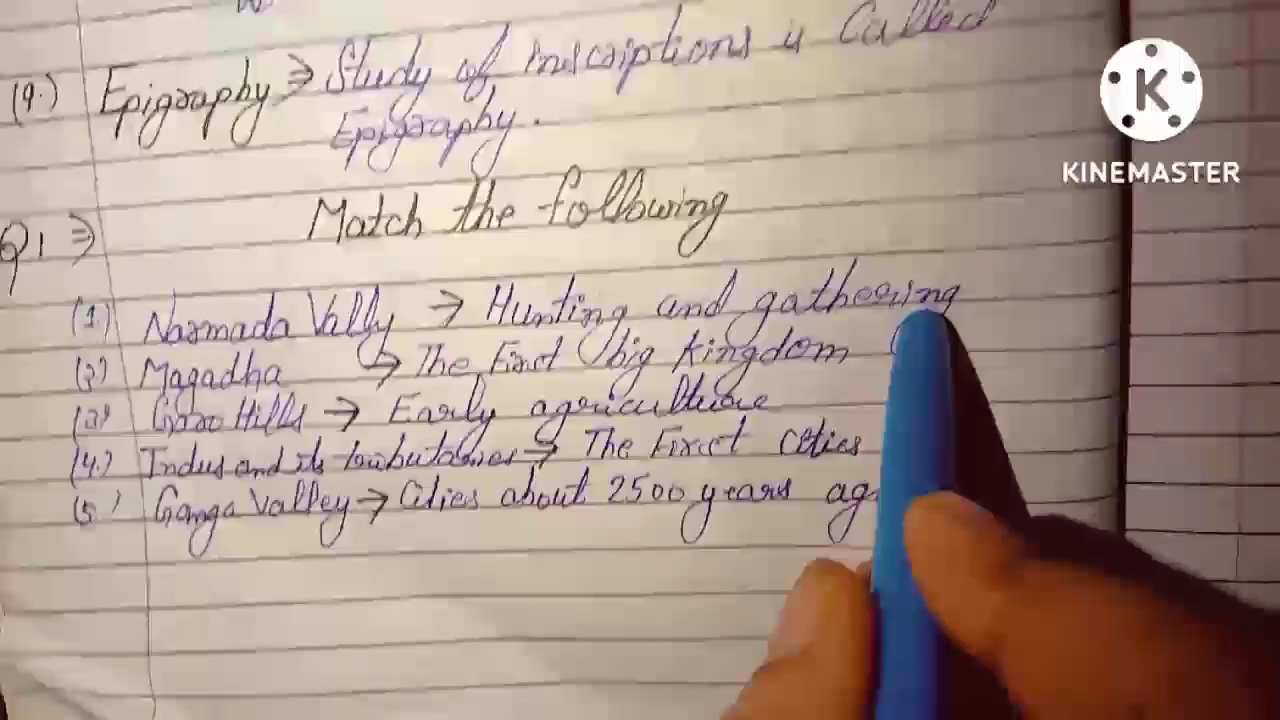 (9.) Epigraphy ⇒ Study of inscriptions is Called
Epigraphy.
Match the following
Q1 ⇒
(1.) Narmada Vally → Hunting and gathering
(2) Magadha → The First big kingdom
(3) Garo Hills → Early agriculture
(4.) Indus and its tributaries → The First cities
(5) Ganga Valley → Cities about 2500 years ag
K
KINEMASTER